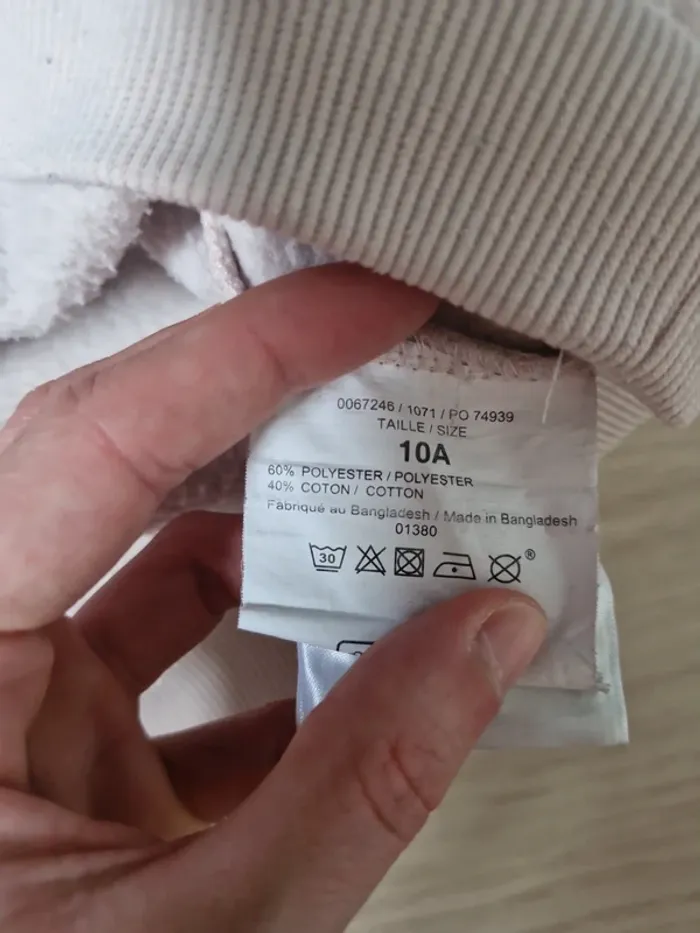 0067246 / 1071 / PO 74939
TAILLE / SIZE
10A
60% POLYESTER / POLYESTER
40% COTON / COTTON
Fabriqué au Bangladesh / Made in Bangladesh
01380
30
®